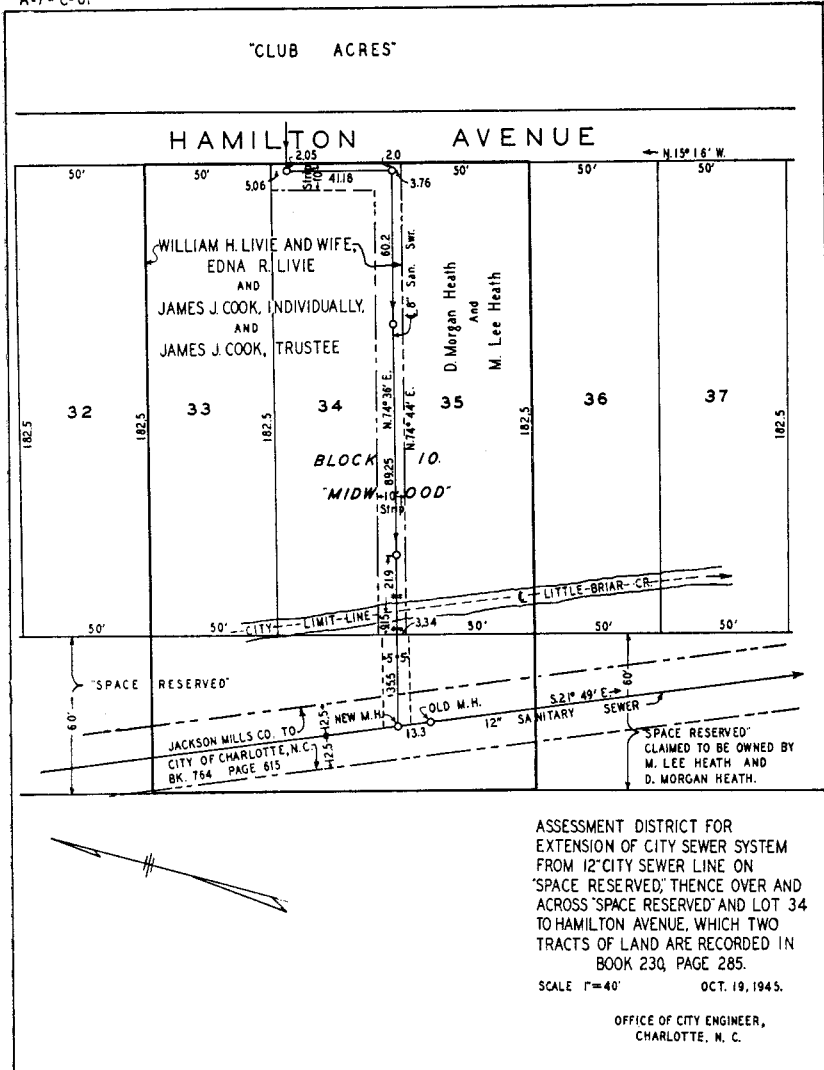 "CLUB ACRES"
HAMILTON AVENUE
N. 15° 16' W.
50'
50'
2.05
2.0
50'
50'
50'
5.06
Strip
10'
41.18
3.76
WILLIAM H. LIVIE AND WIFE,
EDNA R. LIVIE
AND
JAMES J. COOK, INDIVIDUALLY,
AND
JAMES J. COOK, TRUSTEE
60.2
8" San. Swr.
D. Morgan Heath
And
M. Lee Heath
32
33
34
35
36
37
182.5
182.5
182.5
182.5
182.5
N. 74° 36' E.
N. 74° 44' E.
BLOCK 10.
"MIDWOOD"
89.25
10'
Strip
21.9
℄ LITTLE-BRIAR-CR.
CITY LIMIT-LINE
9.15
3.34
50'
50'
50'
50'
50'
"SPACE RESERVED"
60'
60'
5'
5'
35.5
S. 21° 49' E.
NEW M.H.
OLD M.H.
13.3
12" SANITARY SEWER
12.5
12.5
JACKSON MILLS CO. TO
CITY OF CHARLOTTE, N.C.
BK. 764 PAGE 615
"SPACE RESERVED"
CLAIMED TO BE OWNED BY
M. LEE HEATH AND
D. MORGAN HEATH.
ASSESSMENT DISTRICT FOR
EXTENSION OF CITY SEWER SYSTEM
FROM 12" CITY SEWER LINE ON
"SPACE RESERVED," THENCE OVER AND
ACROSS "SPACE RESERVED" AND LOT 34
TO HAMILTON AVENUE, WHICH TWO
TRACTS OF LAND ARE RECORDED IN
BOOK 230, PAGE 285.
SCALE 1"=40' OCT. 19, 1945.
OFFICE OF CITY ENGINEER,
CHARLOTTE, N. C.